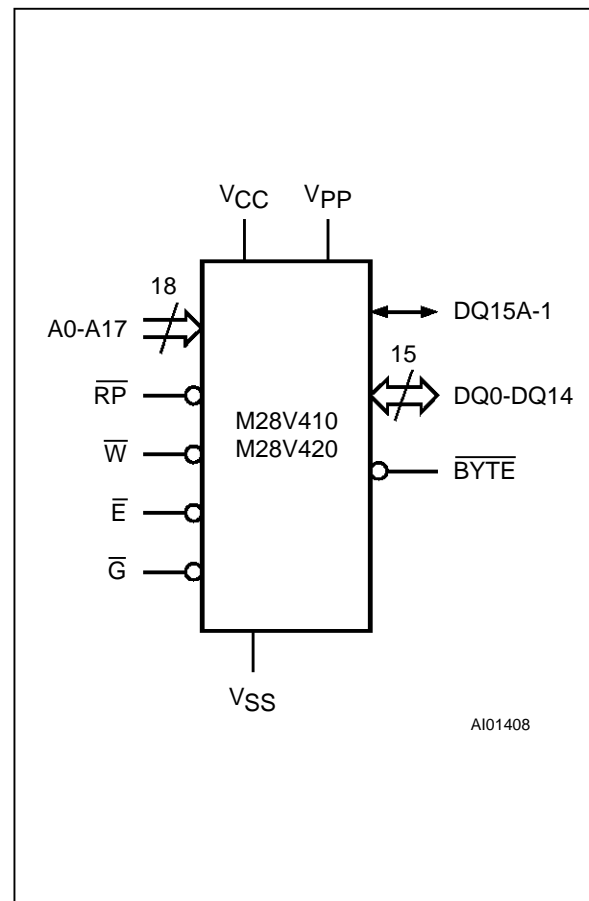 VCC VPP
18
A0-A17
DQ15A-1
15
DQ0-DQ14
RP
M28V410
M28V420
W
BYTE
E
G
VSS
AI01408